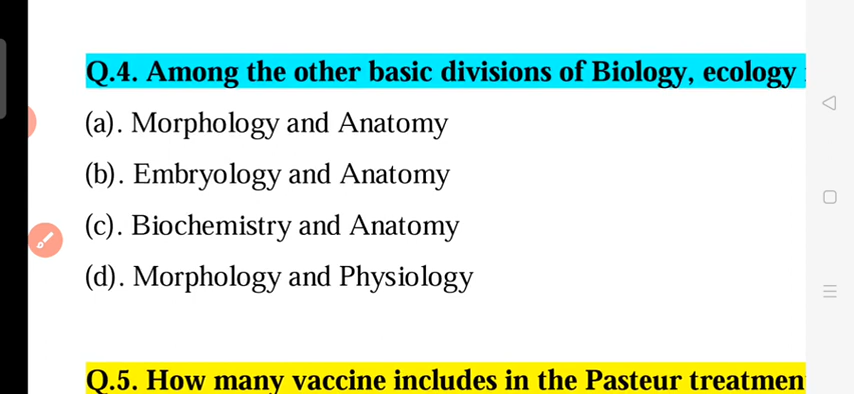 Q.4. Among the other basic divisions of Biology, ecology
(a). Morphology and Anatomy
(b). Embryology and Anatomy
(c). Biochemistry and Anatomy
(d). Morphology and Physiology
Q.5. How many vaccine includes in the Pasteur treatmen